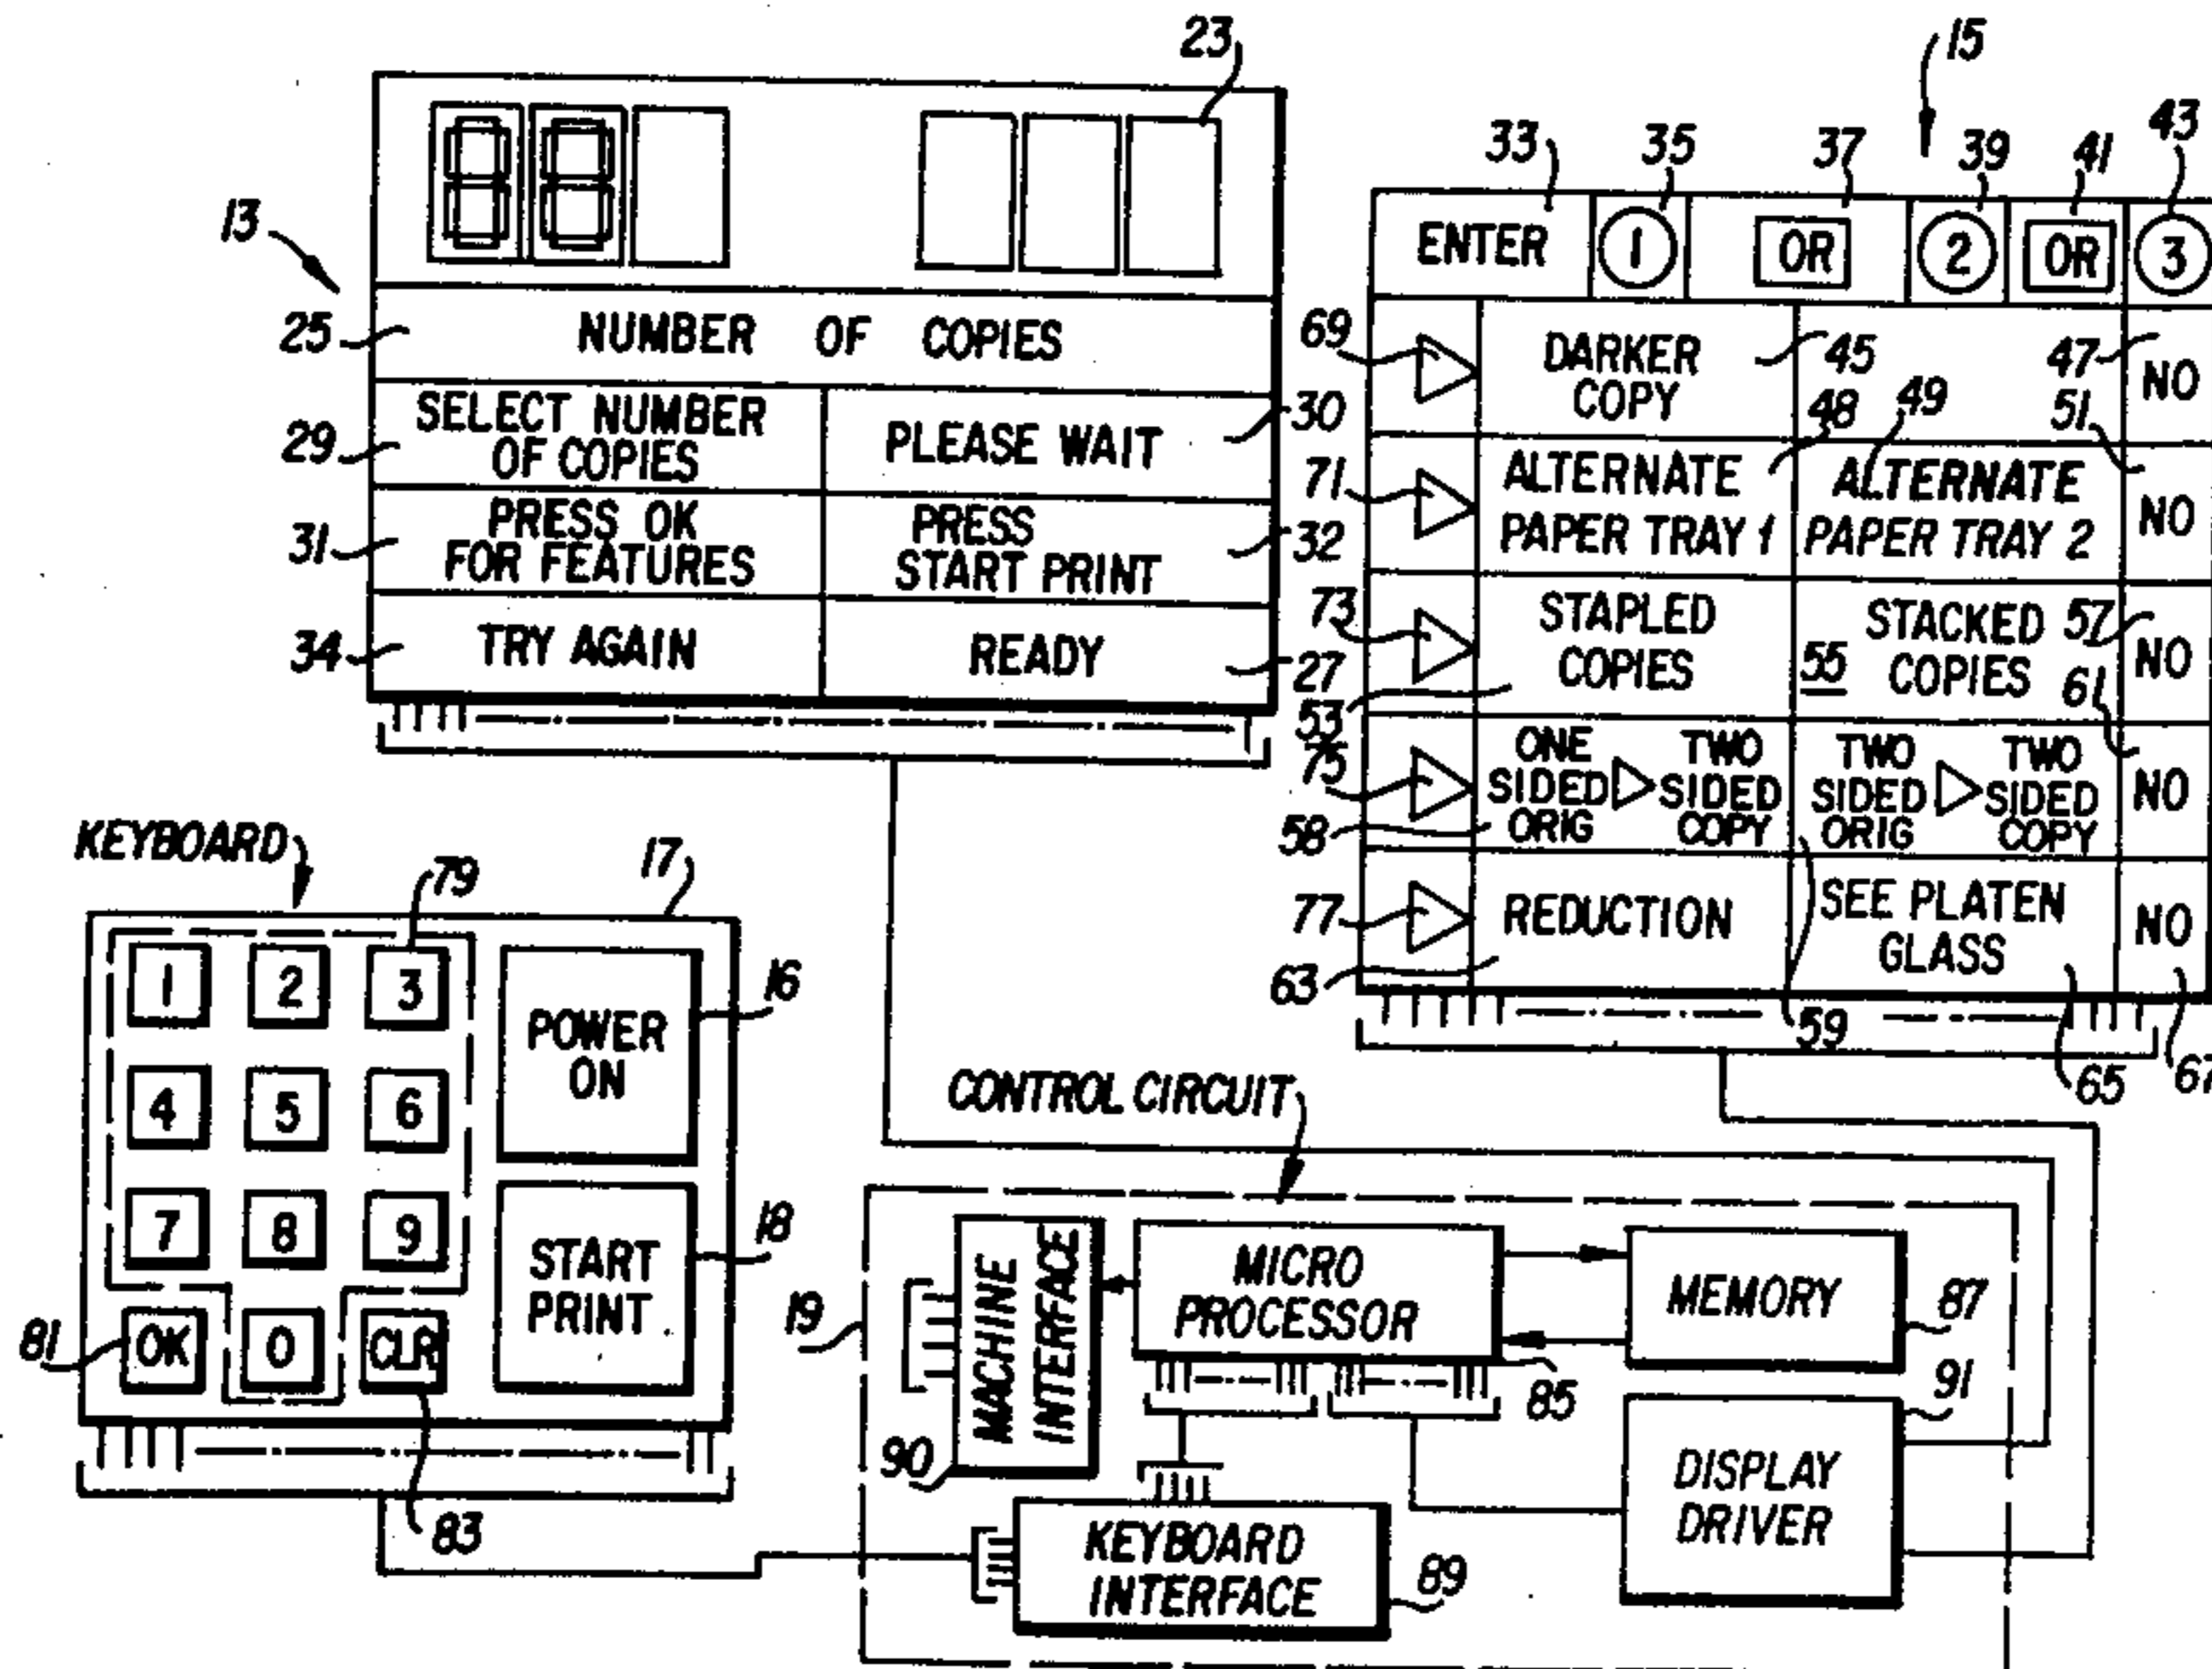 23
13
25
NUMBER OF COPIES
29
SELECT NUMBER
OF COPIES
PLEASE WAIT
30
31
PRESS OK
FOR FEATURES
PRESS
START PRINT
32
34
TRY AGAIN
READY
27
15
33
35
37
39
41
43
ENTER
1
OR
2
OR
3
69
DARKER
COPY
45
47
NO
71
48
49
51
ALTERNATE
PAPER TRAY 1
ALTERNATE
PAPER TRAY 2
NO
73
STAPLED
COPIES
53
55
STACKED
COPIES
57
NO
61
75
ONE
SIDED
ORIG
TWO
SIDED
COPY
58
TWO
SIDED
ORIG
TWO
SIDED
COPY
NO
77
REDUCTION
63
SEE PLATEN
GLASS
NO
59
65
67
KEYBOARD
17
79
1 2 3
4 5 6
7 8 9
OK 0 CLR
81
83
POWER
ON
16
START
PRINT
18
CONTROL CIRCUIT
19
MACHINE
INTERFACE
90
MICRO
PROCESSOR
85
MEMORY
87
91
DISPLAY
DRIVER
KEYBOARD
INTERFACE
89